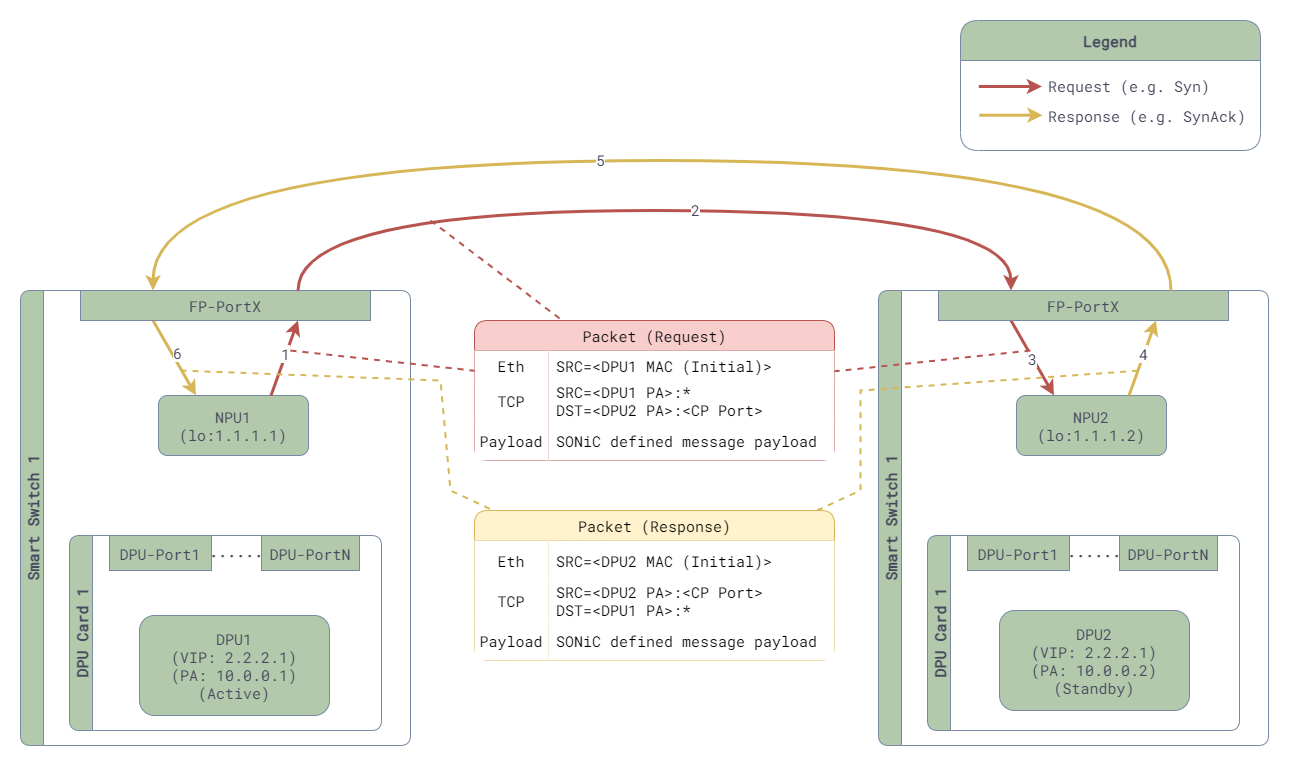 Legend
Request (e.g. Syn)
Response (e.g. SynAck)
5
2
FP-PortX
6
1
NPU1
(lo:1.1.1.1)
Smart Switch 1
DPU Card 1
DPU-Port1
......
DPU-PortN
DPU1
(VIP: 2.2.2.1)
(PA: 10.0.0.1)
(Active)
Packet (Request)
Eth
SRC=<DPU1 MAC (Initial)>
TCP
SRC=<DPU1 PA>:*
DST=<DPU2 PA>:<CP Port>
Payload
SONiC defined message payload
Packet (Response)
Eth
SRC=<DPU2 MAC (Initial)>
TCP
SRC=<DPU2 PA>:<CP Port>
DST=<DPU1 PA>:*
Payload
SONiC defined message payload
FP-PortX
3
4
NPU2
(lo:1.1.1.2)
Smart Switch 1
DPU Card 1
DPU-Port1
......
DPU-PortN
DPU2
(VIP: 2.2.2.1)
(PA: 10.0.0.2)
(Standby)